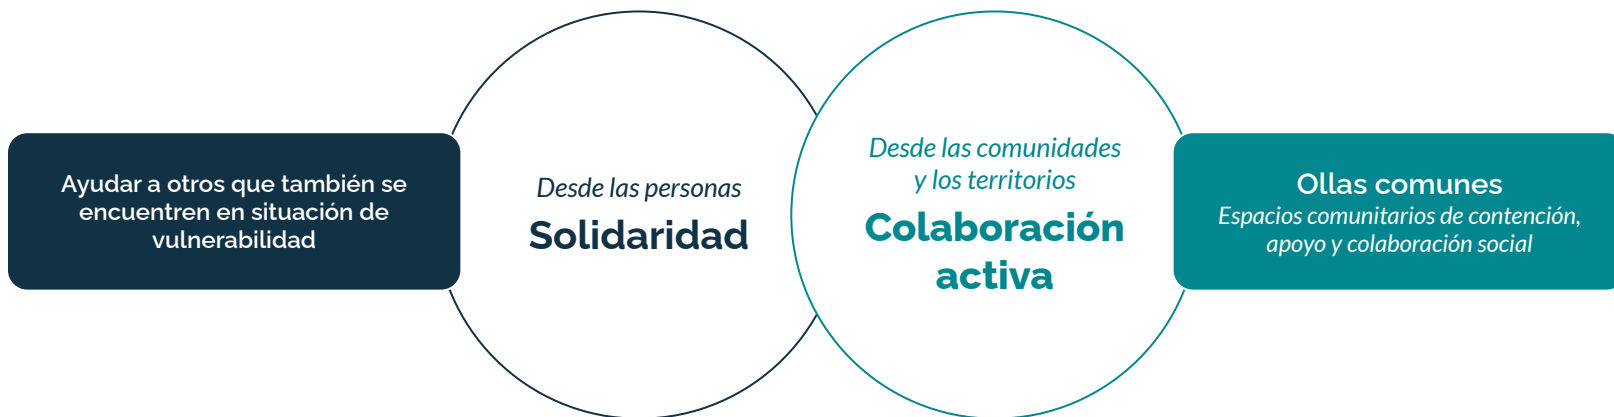 Ayudar a otros que también se
encuentren en situación de
vulnerabilidad
Desde las personas
Solidaridad
Desde las comunidades
y los territorios
Colaboración
activa
Ollas comunes
Espacios comunitarios de contención,
apoyo y colaboración social